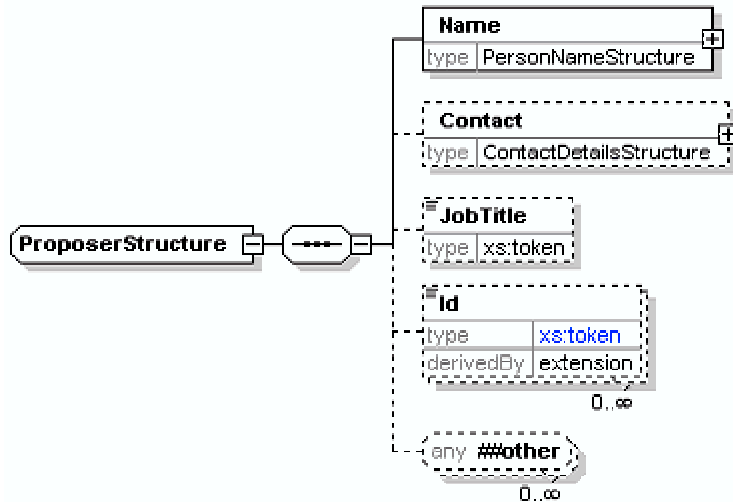 Name
type PersonNameStructure
Contact
type ContactDetailsStructure
JobTitle
type xs:token
ProposerStructure
Id
type xs:token
derivedBy extension
0..∞
any ##other
0..∞